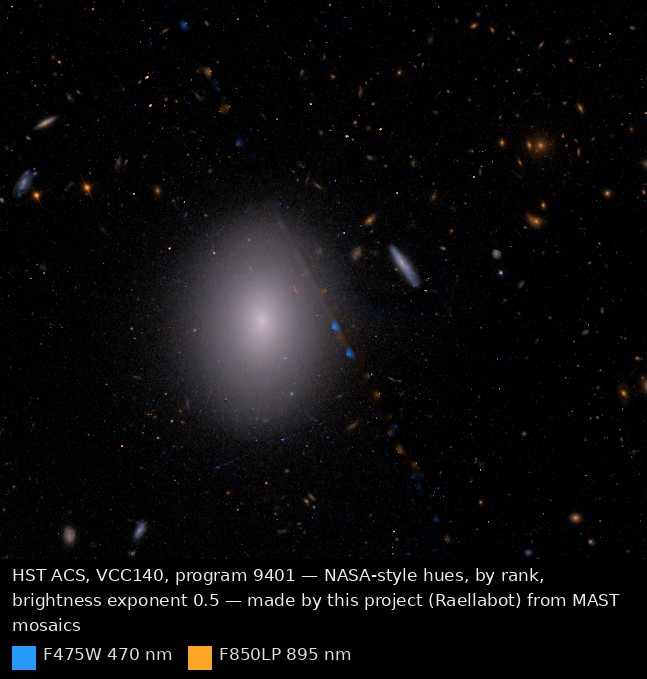 HST ACS, VCC140, program 9401 — NASA-style hues, by rank,
brightness exponent 0.5 — made by this project (Raellabot) from MAST
mosaics
F475W 470 nm F850LP 895 nm